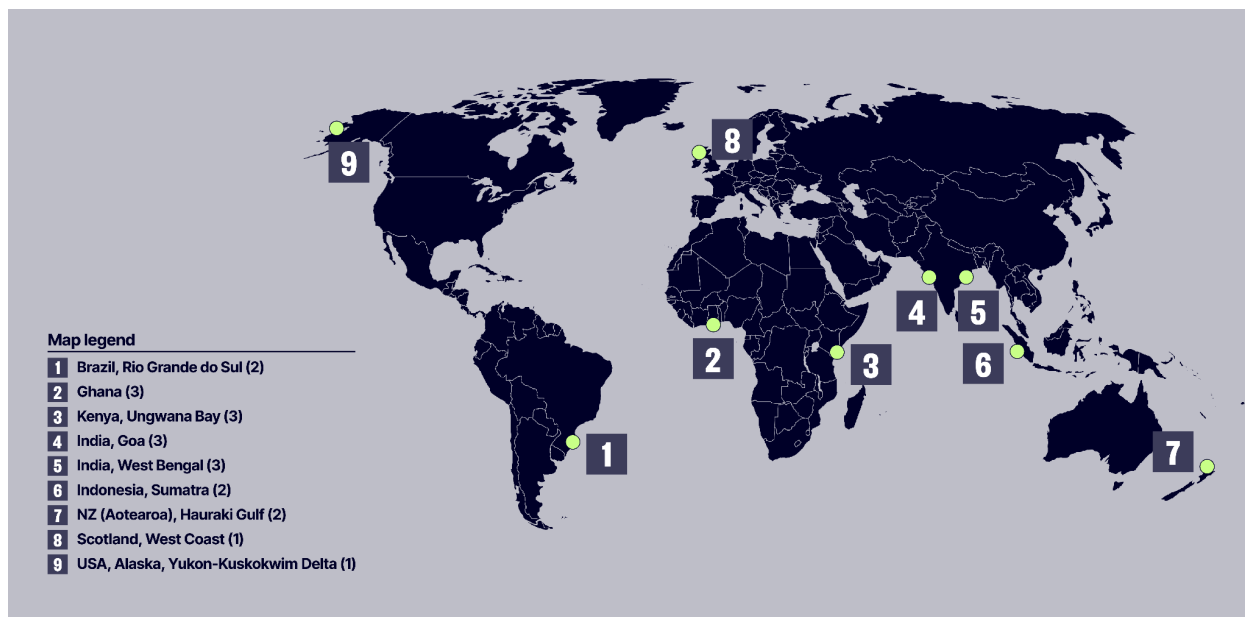 9
8
4
5
2
3
6
7
1
Map legend
1 Brazil, Rio Grande do Sul (2)
2 Ghana (3)
3 Kenya, Ungwana Bay (3)
4 India, Goa (3)
5 India, West Bengal (3)
6 Indonesia, Sumatra (2)
7 NZ (Aotearoa), Hauraki Gulf (2)
8 Scotland, West Coast (1)
9 USA, Alaska, Yukon-Kuskokwim Delta (1)